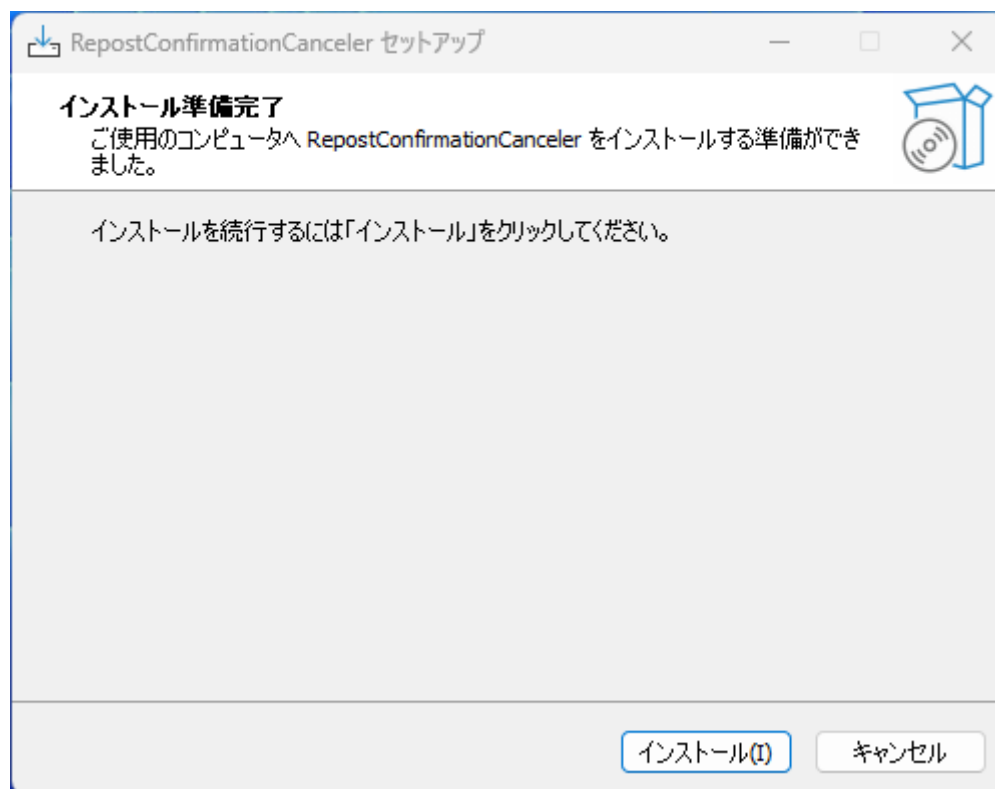 RepostConfirmationCanceler セットアップ
インストール準備完了
ご使用のコンピュータへ RepostConfirmationCanceler をインストールする準備ができ
ました。
インストールを続行するには「インストール」をクリックしてください。
インストール(I)
キャンセル